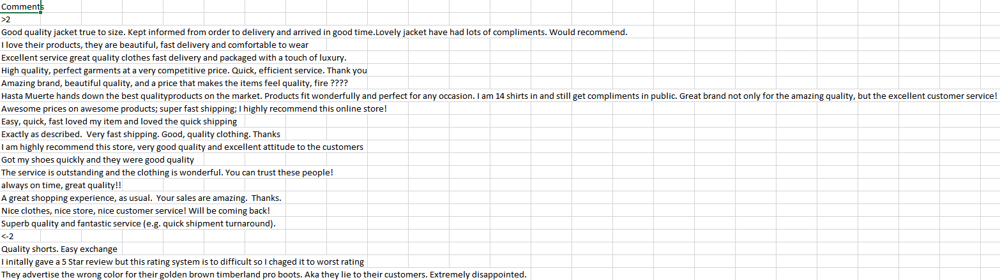 Comments
>2
Good quality jacket true to size. Kept informed from order to delivery and arrived in good time.Lovely jacket have had lots of compliments. Would recommend.
I love their products, they are beautiful, fast delivery and comfortable to wear
Excellent service great quality clothes fast delivery and packaged with a touch of luxury.
High quality, perfect garments at a very competitive price. Quick, efficient service. Thank you
Amazing brand, beautiful quality, and a price that makes the items feel quality, fire ????
Hasta Muerte hands down the best qualityproducts on the market. Products fit wonderfully and perfect for any occasion. I am 14 shirts in and still get compliments in public. Great brand not only for the amazing quality, but the excellent customer service!
Awesome prices on awesome products; super fast shipping; I highly recommend this online store!
Easy, quick, fast loved my item and loved the quick shipping
Exactly as described.  Very fast shipping. Good, quality clothing. Thanks
I am highly recommend this store, very good quality and excellent attitude to the customers
Got my shoes quickly and they were good quality
The service is outstanding and the clothing is wonderful. You can trust these people!
always on time, great quality!!
A great shopping experience, as usual.  Your sales are amazing.  Thanks.
Nice clothes, nice store, nice customer service! Will be coming back!
Superb quality and fantastic service (e.g. quick shipment turnaround).
<-2
Quality shorts. Easy exchange
I initally gave a 5 Star review but this rating system is to difficult so I chaged it to worst rating
They advertise the wrong color for their golden brown timberland pro boots. Aka they lie to their customers. Extremely disappointed.